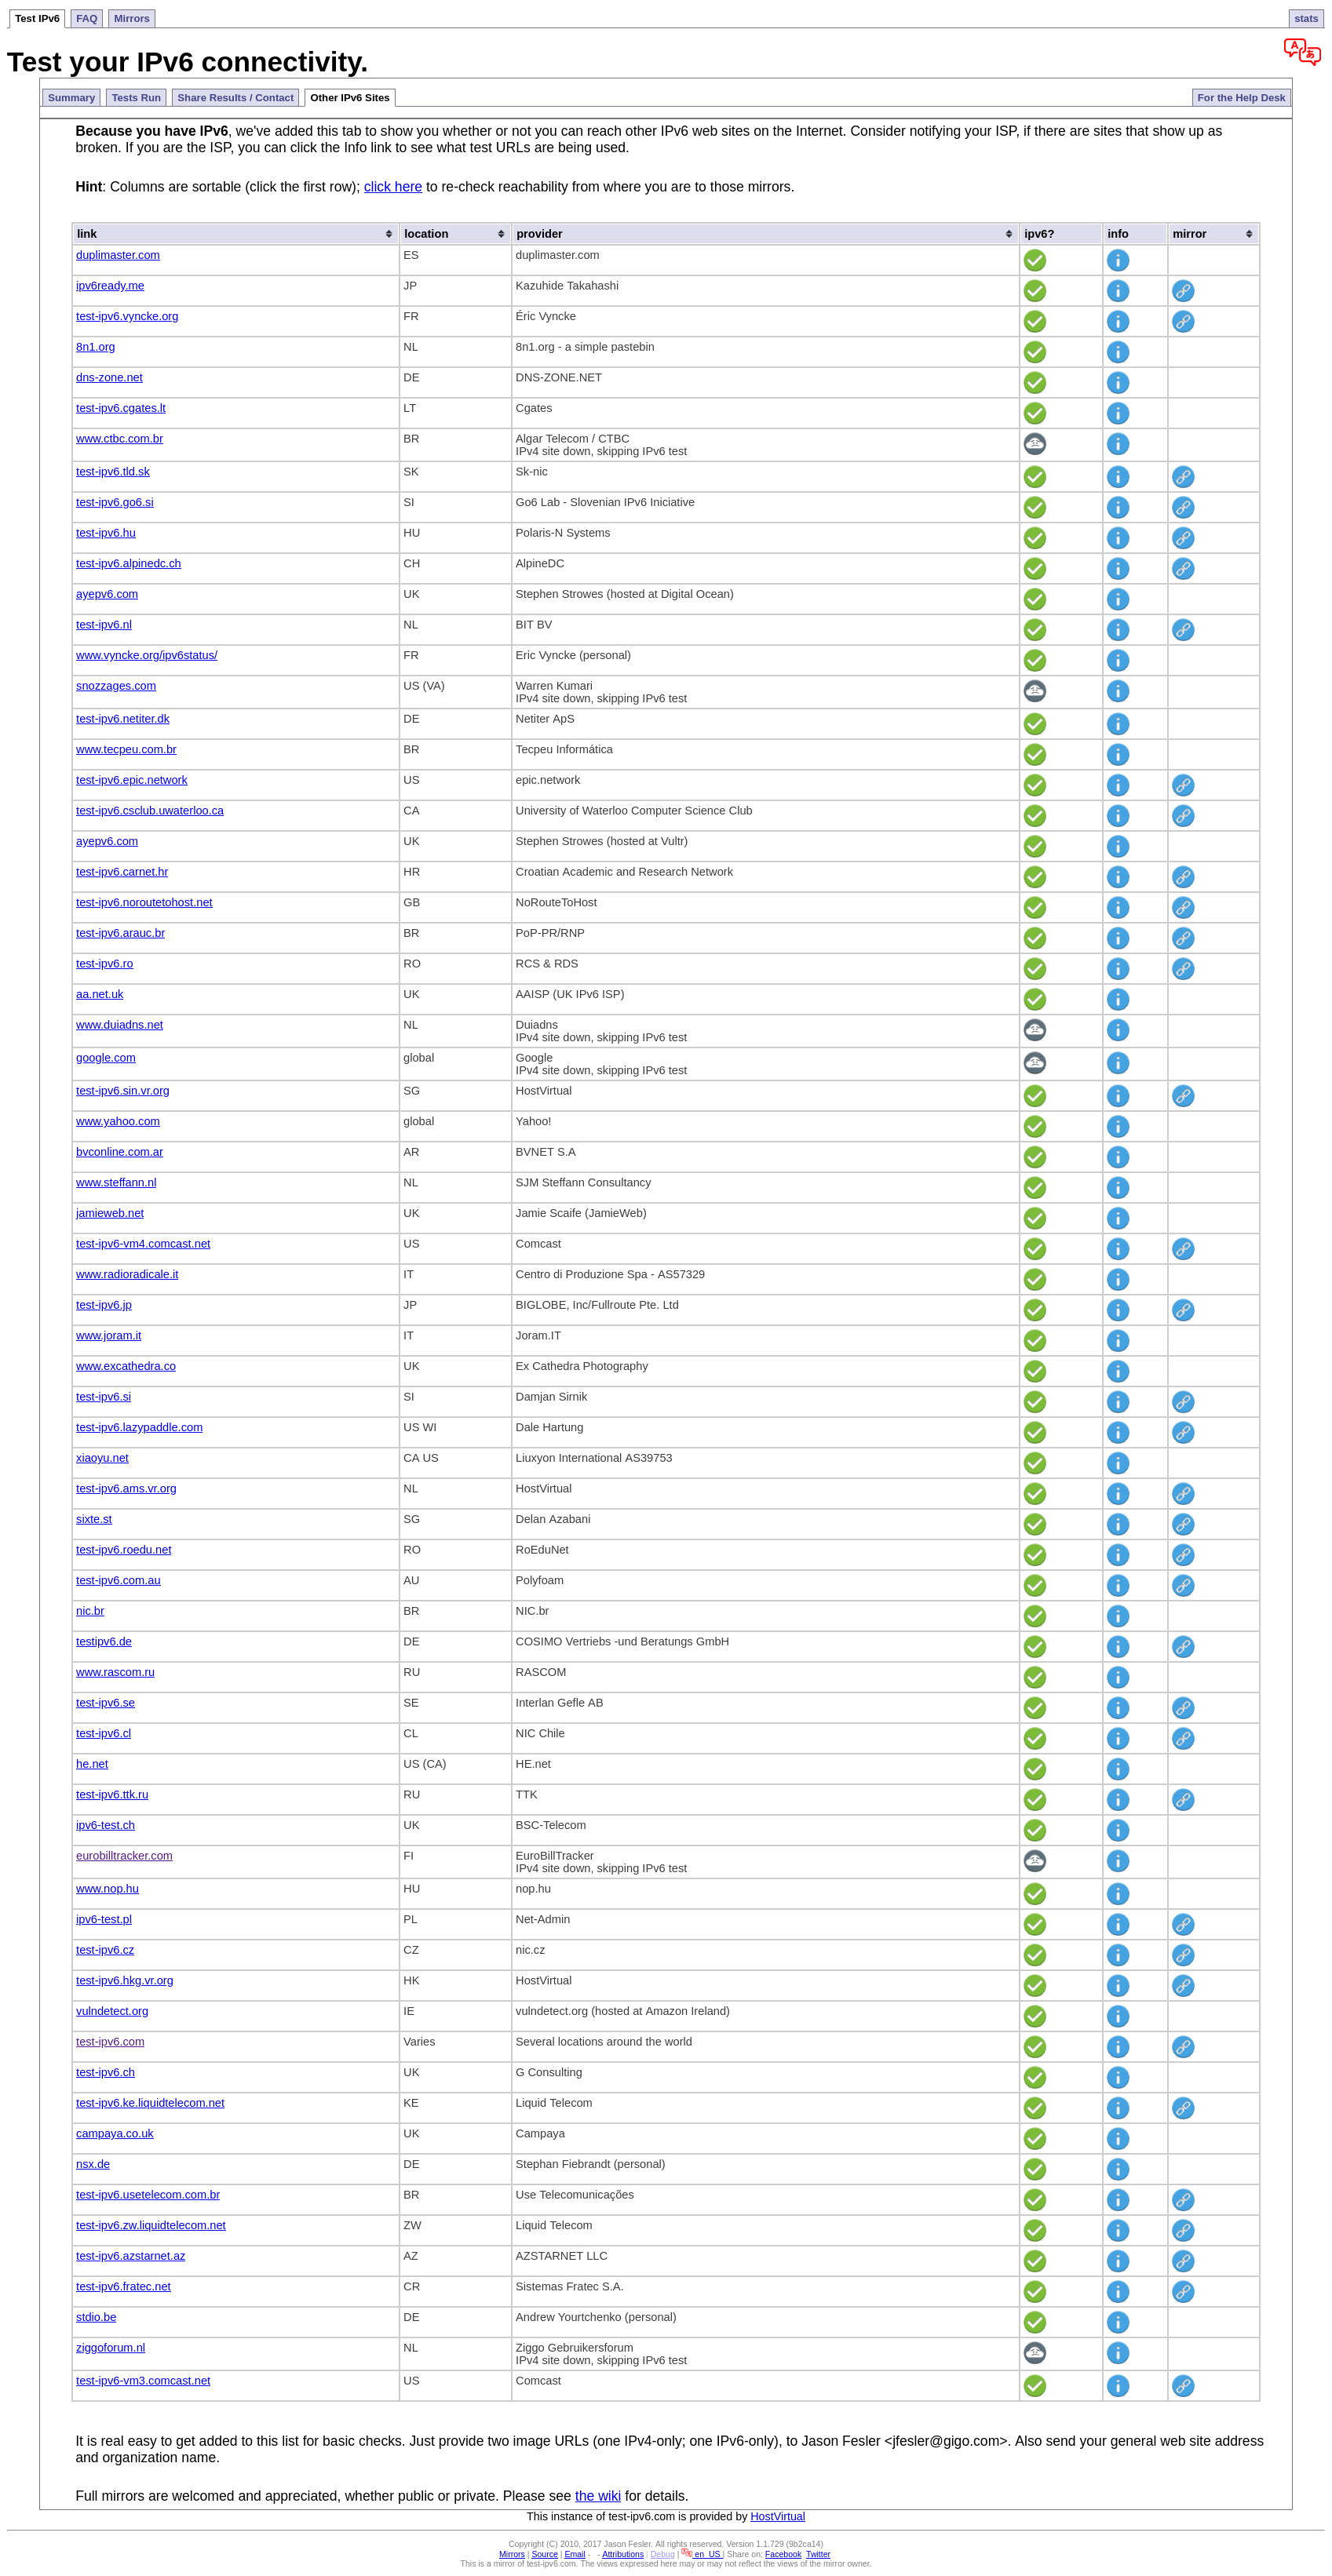 Test IPv6 FAQ Mirrors stats
Test your IPv6 connectivity.
Summary Tests Run Share Results / Contact Other IPv6 Sites For the Help Desk
Because you have IPv6, we've added this tab to show you whether or not you can reach other IPv6 web sites on the Internet. Consider notifying your ISP, if there are sites that show up as
broken. If you are the ISP, you can click the Info link to see what test URLs are being used.
Hint: Columns are sortable (click the first row); click here to re-check reachability from where you are to those mirrors.
link location provider ipv6? info mirror
duplimaster.com ES duplimaster.com
ipv6ready.me JP Kazuhide Takahashi
test-ipv6.vyncke.org FR Éric Vyncke
8n1.org NL 8n1.org - a simple pastebin
dns-zone.net DE DNS-ZONE.NET
test-ipv6.cgates.lt LT Cgates
www.ctbc.com.br BR Algar Telecom / CTBC
IPv4 site down, skipping IPv6 test
test-ipv6.tld.sk SK Sk-nic
test-ipv6.go6.si SI Go6 Lab - Slovenian IPv6 Iniciative
test-ipv6.hu HU Polaris-N Systems
test-ipv6.alpinedc.ch CH AlpineDC
ayepv6.com UK Stephen Strowes (hosted at Digital Ocean)
test-ipv6.nl NL BIT BV
www.vyncke.org/ipv6status/ FR Eric Vyncke (personal)
snozzages.com US (VA) Warren Kumari
IPv4 site down, skipping IPv6 test
test-ipv6.netiter.dk DE Netiter ApS
www.tecpeu.com.br BR Tecpeu Informática
test-ipv6.epic.network US epic.network
test-ipv6.csclub.uwaterloo.ca CA University of Waterloo Computer Science Club
ayepv6.com UK Stephen Strowes (hosted at Vultr)
test-ipv6.carnet.hr HR Croatian Academic and Research Network
test-ipv6.noroutetohost.net GB NoRouteToHost
test-ipv6.arauc.br BR PoP-PR/RNP
test-ipv6.ro RO RCS & RDS
aa.net.uk UK AAISP (UK IPv6 ISP)
www.duiadns.net NL Duiadns
IPv4 site down, skipping IPv6 test
google.com global Google
IPv4 site down, skipping IPv6 test
test-ipv6.sin.vr.org SG HostVirtual
www.yahoo.com global Yahoo!
bvconline.com.ar AR BVNET S.A
www.steffann.nl NL SJM Steffann Consultancy
jamieweb.net UK Jamie Scaife (JamieWeb)
test-ipv6-vm4.comcast.net US Comcast
www.radioradicale.it IT Centro di Produzione Spa - AS57329
test-ipv6.jp JP BIGLOBE, Inc/Fullroute Pte. Ltd
www.joram.it IT Joram.IT
www.excathedra.co UK Ex Cathedra Photography
test-ipv6.si SI Damjan Sirnik
test-ipv6.lazypaddle.com US WI Dale Hartung
xiaoyu.net CA US Liuxyon International AS39753
test-ipv6.ams.vr.org NL HostVirtual
sixte.st SG Delan Azabani
test-ipv6.roedu.net RO RoEduNet
test-ipv6.com.au AU Polyfoam
nic.br BR NIC.br
testipv6.de DE COSIMO Vertriebs -und Beratungs GmbH
www.rascom.ru RU RASCOM
test-ipv6.se SE Interlan Gefle AB
test-ipv6.cl CL NIC Chile
he.net US (CA) HE.net
test-ipv6.ttk.ru RU TTK
ipv6-test.ch UK BSC-Telecom
eurobilltracker.com FI EuroBillTracker
IPv4 site down, skipping IPv6 test
www.nop.hu HU nop.hu
ipv6-test.pl PL Net-Admin
test-ipv6.cz CZ nic.cz
test-ipv6.hkg.vr.org HK HostVirtual
vulndetect.org IE vulndetect.org (hosted at Amazon Ireland)
test-ipv6.com Varies Several locations around the world
test-ipv6.ch UK G Consulting
test-ipv6.ke.liquidtelecom.net KE Liquid Telecom
campaya.co.uk UK Campaya
nsx.de DE Stephan Fiebrandt (personal)
test-ipv6.usetelecom.com.br BR Use Telecomunicações
test-ipv6.zw.liquidtelecom.net ZW Liquid Telecom
test-ipv6.azstarnet.az AZ AZSTARNET LLC
test-ipv6.fratec.net CR Sistemas Fratec S.A.
stdio.be DE Andrew Yourtchenko (personal)
ziggoforum.nl NL Ziggo Gebruikersforum
IPv4 site down, skipping IPv6 test
test-ipv6-vm3.comcast.net US Comcast
It is real easy to get added to this list for basic checks. Just provide two image URLs (one IPv4-only; one IPv6-only), to Jason Fesler <jfesler@gigo.com>. Also send your general web site address
and organization name.
Full mirrors are welcomed and appreciated, whether public or private. Please see the wiki for details.
This instance of test-ipv6.com is provided by HostVirtual
Copyright (C) 2010, 2017 Jason Fesler. All rights reserved. Version 1.1.729 (9b2ca14)
Mirrors | Source | Email - - Attributions | Debug | en_US | Share on: Facebook Twitter
This is a mirror of test-ipv6.com. The views expressed here may or may not reflect the views of the mirror owner.